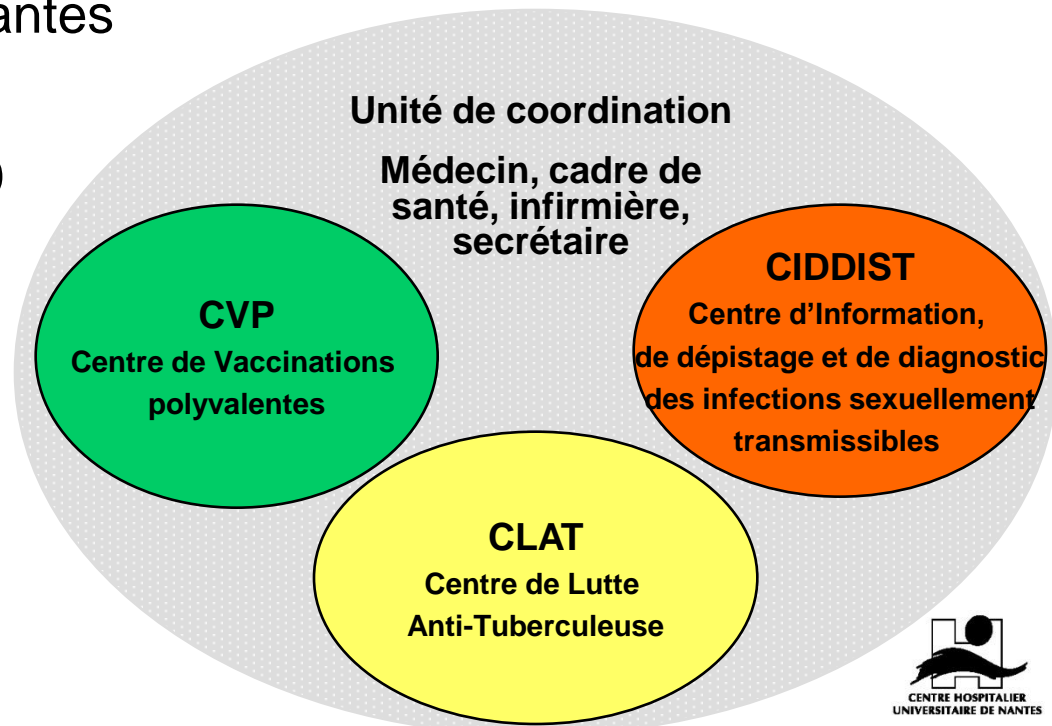 antes
)
Unité de coordination
Médecin, cadre de
santé, infirmière,
secrétaire
CVP
Centre de Vaccinations
polyvalentes
CIDDIST
Centre d’Information,
de dépistage et de diagnostic
des infections sexuellement
transmissibles
CLAT
Centre de Lutte
Anti-Tuberculeuse
CENTRE HOSPITALIER
UNIVERSITAIRE DE NANTES